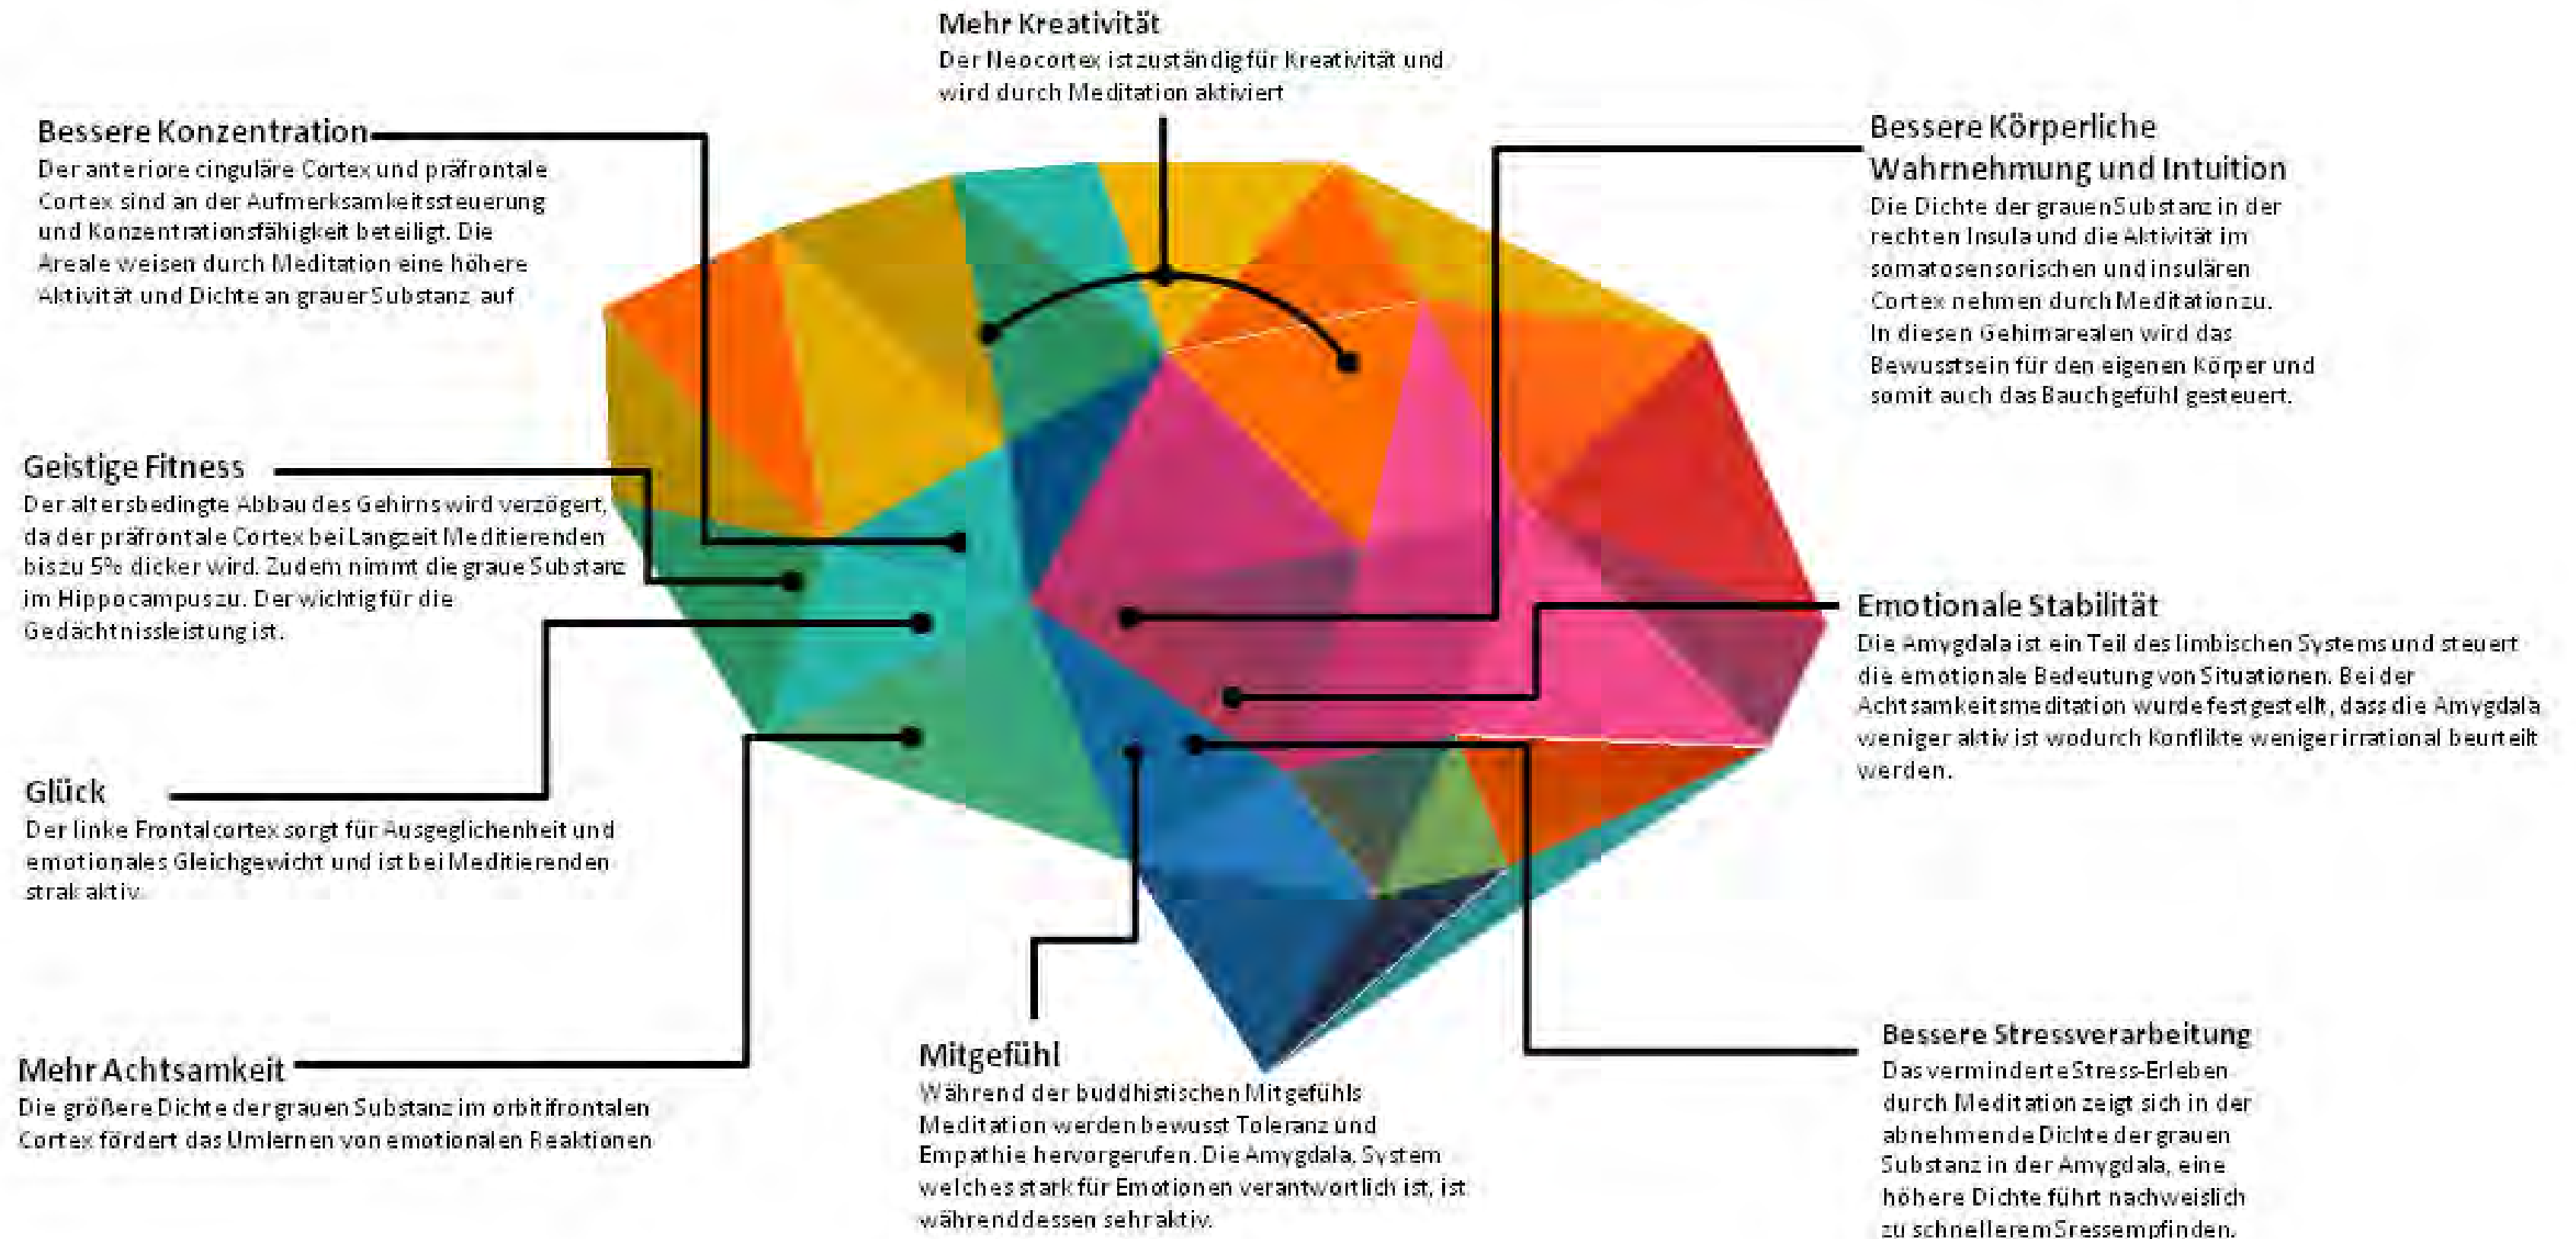 Mehr Kreativität
Der Neocortex ist zuständig für Kreativität und
wird durch Meditation aktiviert
Bessere Konzentration
Der anteriore cinguläre Cortex und präfrontale
Cortex sind an der Aufmerksamkeitssteuerung
und Konzentrationsfähigkeit beteiligt. Die
Areale weisen durch Meditation eine höhere
Aktivität und Dichte an grauer Substanz auf
Bessere Körperliche
Wahrnehmung und Intuition
Die Dichte der grauen Substanz in der
rechten Insula und die Aktivität im
somatosensorischen und insulären
Cortex nehmen durch Meditation zu.
In diesen Gehirnarealen wird das
Bewusstsein für den eigenen Körper und
somit auch das Bauchgefühl gesteuert.
Geistige Fitness
Der altersbedingte Abbau des Gehirns wird verzögert,
da der präfrontale Cortex bei Langzeit Meditierenden
bis zu 5% dicker wird. Zudem nimmt die graue Substanz
im Hippocampus zu. Der wichtig für die
Gedächtnissleistung ist.
Emotionale Stabilität
Die Amygdala ist ein Teil des limbischen Systems und steuert
die emotionale Bedeutung von Situationen. Bei der
Achtsamkeitsmeditation wurde festgestellt, dass die Amygdala
weniger aktiv ist wodurch Konflikte weniger irrational beurteilt
werden.
Glück
Der linke Frontalcortex sorgt für Ausgeglichenheit und
emotionales Gleichgewicht und ist bei Meditierenden
strak aktiv.
Mehr Achtsamkeit
Die größere Dichte der grauen Substanz im orbitifrontalen
Cortex fördert das Umlernen von emotionalen Reaktionen
Mitgefühl
Während der buddhistischen Mitgefühls
Meditation werden bewusst Toleranz und
Empathie hervorgerufen. Die Amygdala, System
welches stark für Emotionen verantwortlich ist, ist
währenddessen sehr aktiv.
Bessere Stressverarbeitung
Das verminderte Stress-Erleben
durch Meditation zeigt sich in der
abnehmende Dichte der grauen
Substanz in der Amygdala, eine
höhere Dichte führt nachweislich
zu schnellerem Sressempfinden.